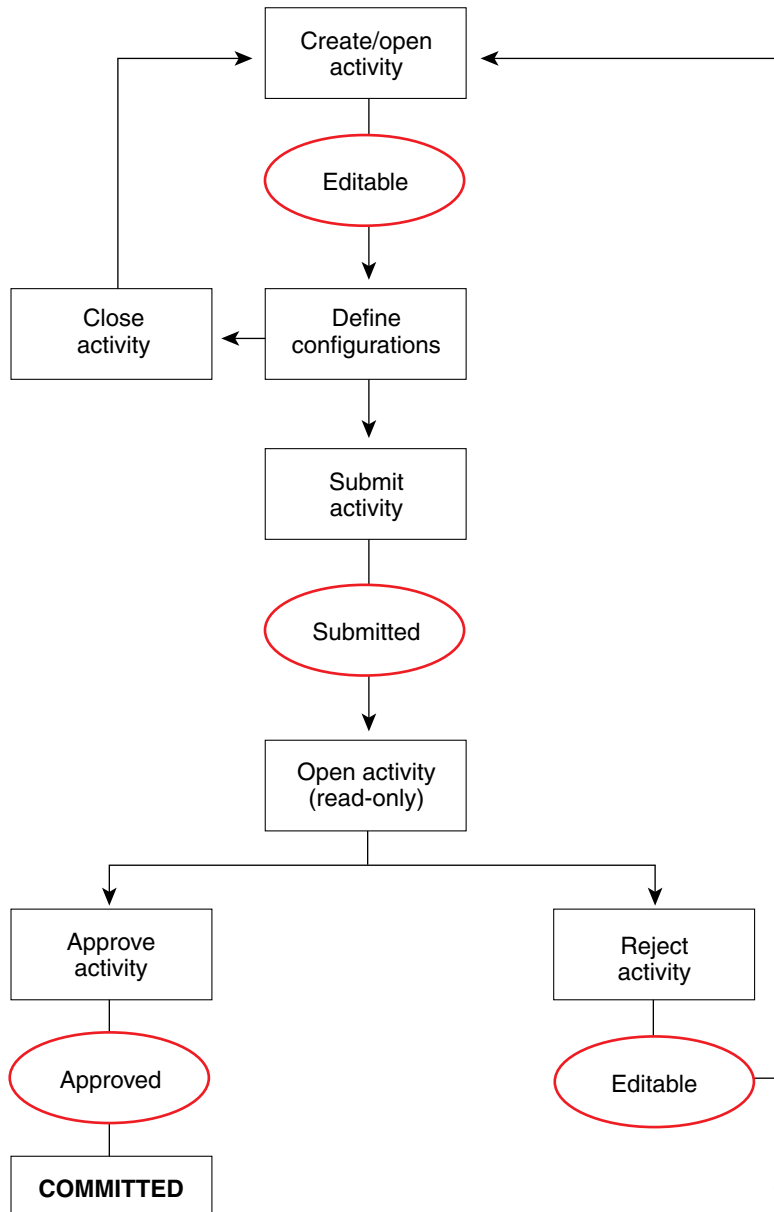 Create/open
activity
Editable
Close
activity
Define
configurations
Submit
activity
Submitted
Open activity
(read-only)
Approve
activity
Reject
activity
Approved
Editable
COMMITTED